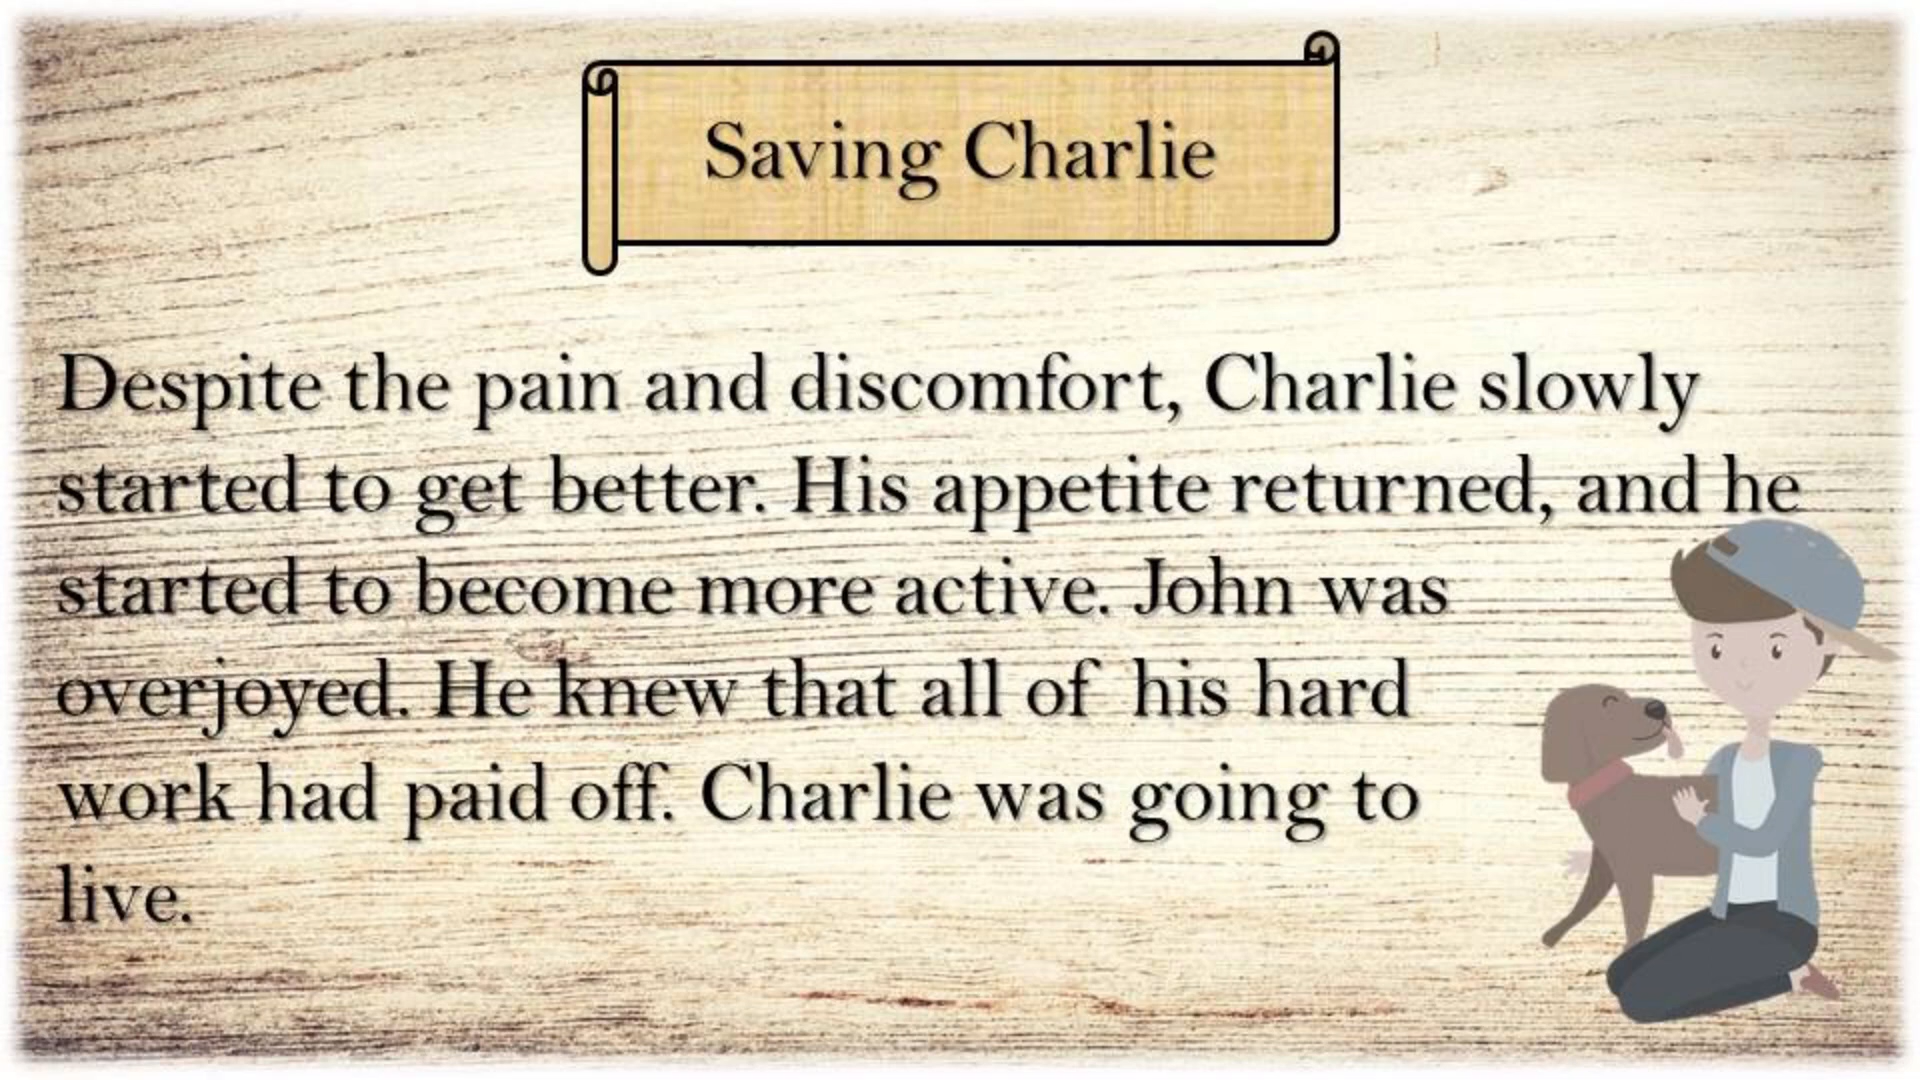 Saving Charlie
Despite the pain and discomfort, Charlie slowly
started to get better. His appetite returned, and he
started to become more active. John was
overjoyed. He knew that all of his hard
work had paid off. Charlie was going to
live.